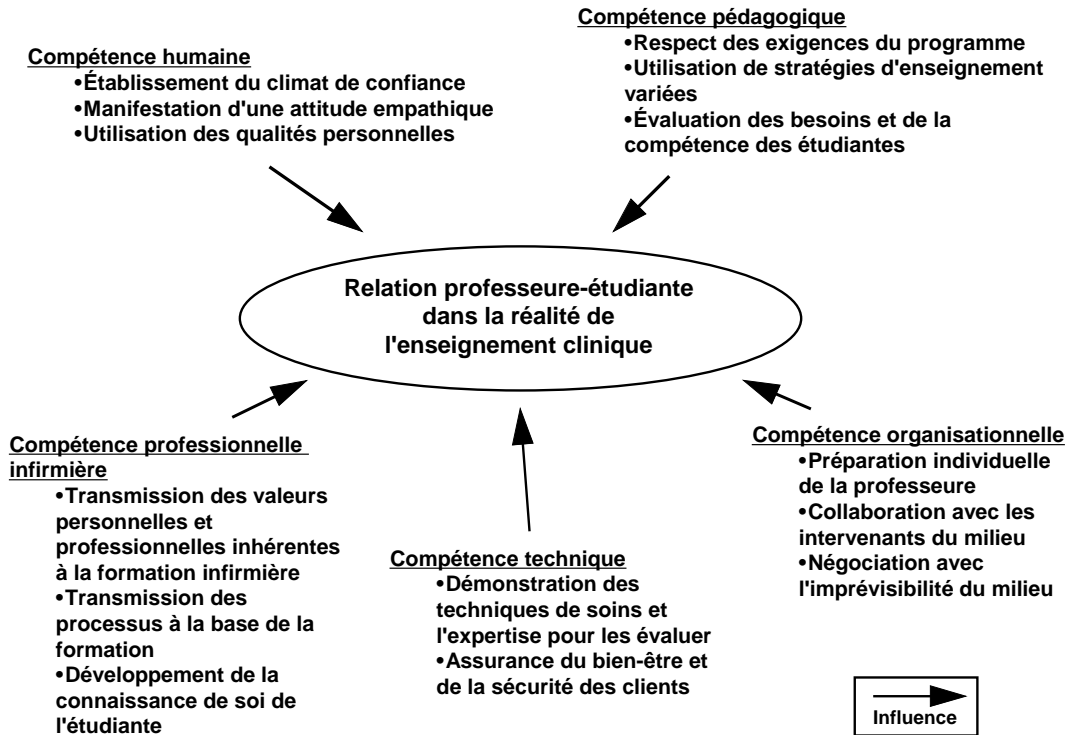 Compétence humaine
•Établissement du climat de confiance
•Manifestation d'une attitude empathique
•Utilisation des qualités personnelles
Compétence pédagogique
•Respect des exigences du programme
•Utilisation de stratégies d'enseignement
variées
•Évaluation des besoins et de la
compétence des étudiantes
Relation professeure-étudiante
dans la réalité de
l'enseignement clinique
Compétence professionnelle
infirmière
•Transmission des valeurs
personnelles et
professionnelles inhérentes
à la formation infirmière
•Transmission des
processus à la base de la
formation
•Développement de la
connaissance de soi de
l'étudiante
Compétence technique
•Démonstration des
techniques de soins et
l'expertise pour les évaluer
•Assurance du bien-être et
de la sécurité des clients
Compétence organisationnelle
•Préparation individuelle
de la professeure
•Collaboration avec les
intervenants du milieu
•Négociation avec
l'imprévisibilité du milieu
Influence